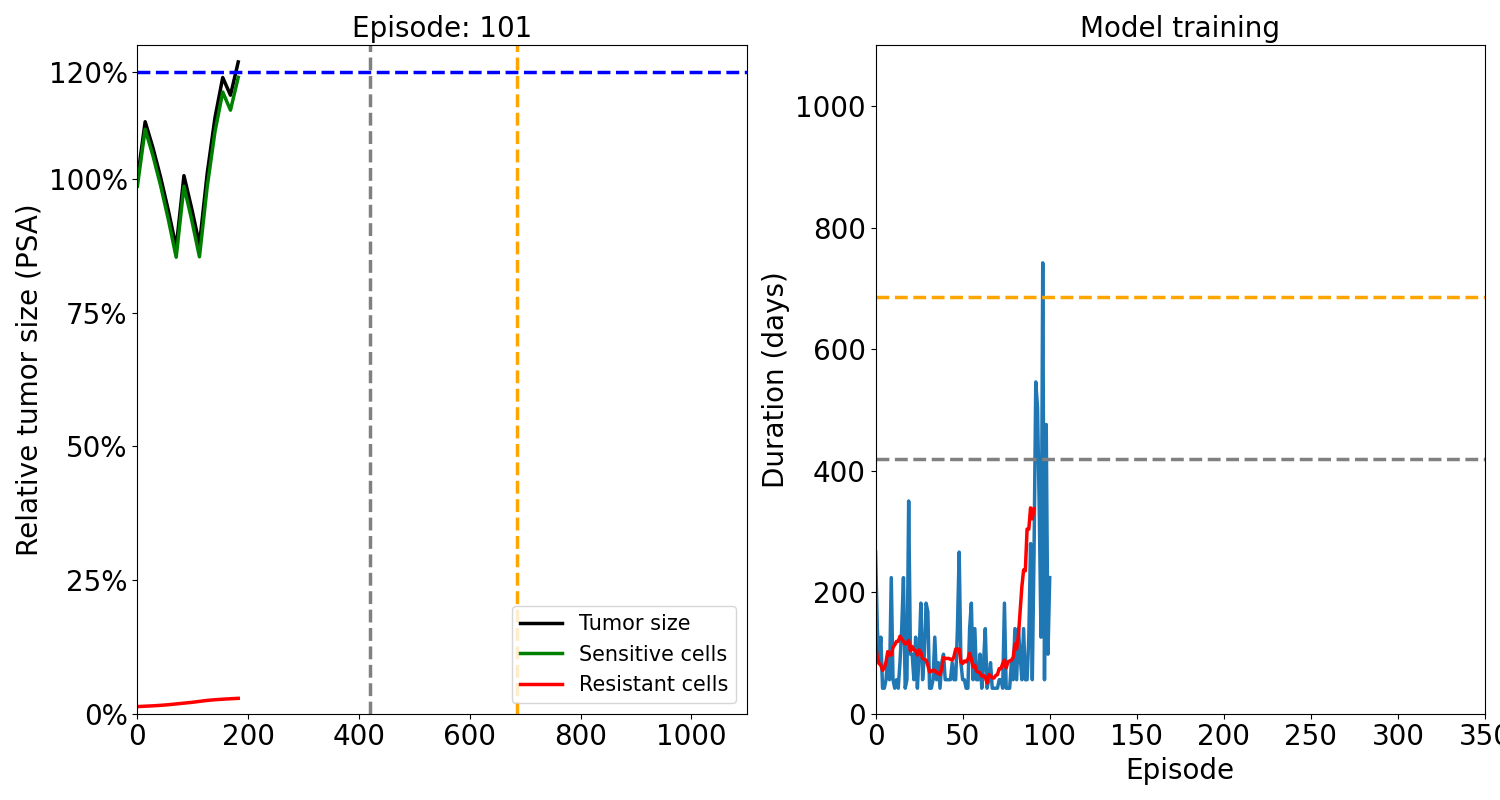 Episode: 101
Relative tumor size (PSA)
120%
100%
75%
50%
25%
0%
0 200 400 600 800 1000
Tumor size
Sensitive cells
Resistant cells
Model training
Duration (days)
1000
800
600
400
200
0
0 50 100 150 200 250 300 350
Episode